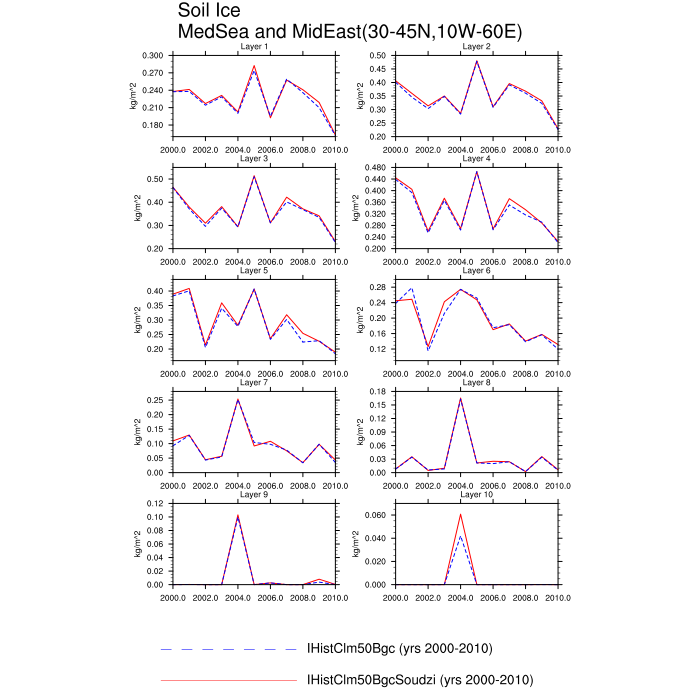 Soil Ice
MedSea and MidEast(30-45N,10W-60E)
Layer 1
0.300
0.270
0.240
0.210
0.180
kg/m^2
2000.0 2002.0 2004.0 2006.0 2008.0 2010.0
Layer 2
0.50
0.45
0.40
0.35
0.30
0.25
0.20
kg/m^2
2000.0 2002.0 2004.0 2006.0 2008.0 2010.0
Layer 3
0.50
0.40
0.30
0.20
kg/m^2
2000.0 2002.0 2004.0 2006.0 2008.0 2010.0
Layer 4
0.480
0.440
0.400
0.360
0.320
0.280
0.240
0.200
kg/m^2
2000.0 2002.0 2004.0 2006.0 2008.0 2010.0
Layer 5
0.40
0.35
0.30
0.25
0.20
kg/m^2
2000.0 2002.0 2004.0 2006.0 2008.0 2010.0
Layer 6
0.28
0.24
0.20
0.16
0.12
kg/m^2
2000.0 2002.0 2004.0 2006.0 2008.0 2010.0
Layer 7
0.25
0.20
0.15
0.10
0.05
0.00
kg/m^2
2000.0 2002.0 2004.0 2006.0 2008.0 2010.0
Layer 8
0.18
0.15
0.12
0.09
0.06
0.03
0.00
kg/m^2
2000.0 2002.0 2004.0 2006.0 2008.0 2010.0
Layer 9
0.12
0.10
0.08
0.06
0.04
0.02
0.00
kg/m^2
2000.0 2002.0 2004.0 2006.0 2008.0 2010.0
Layer 10
0.060
0.040
0.020
0.000
kg/m^2
2000.0 2002.0 2004.0 2006.0 2008.0 2010.0
IHistClm50Bgc (yrs 2000-2010)
IHistClm50BgcSoudzi (yrs 2000-2010)